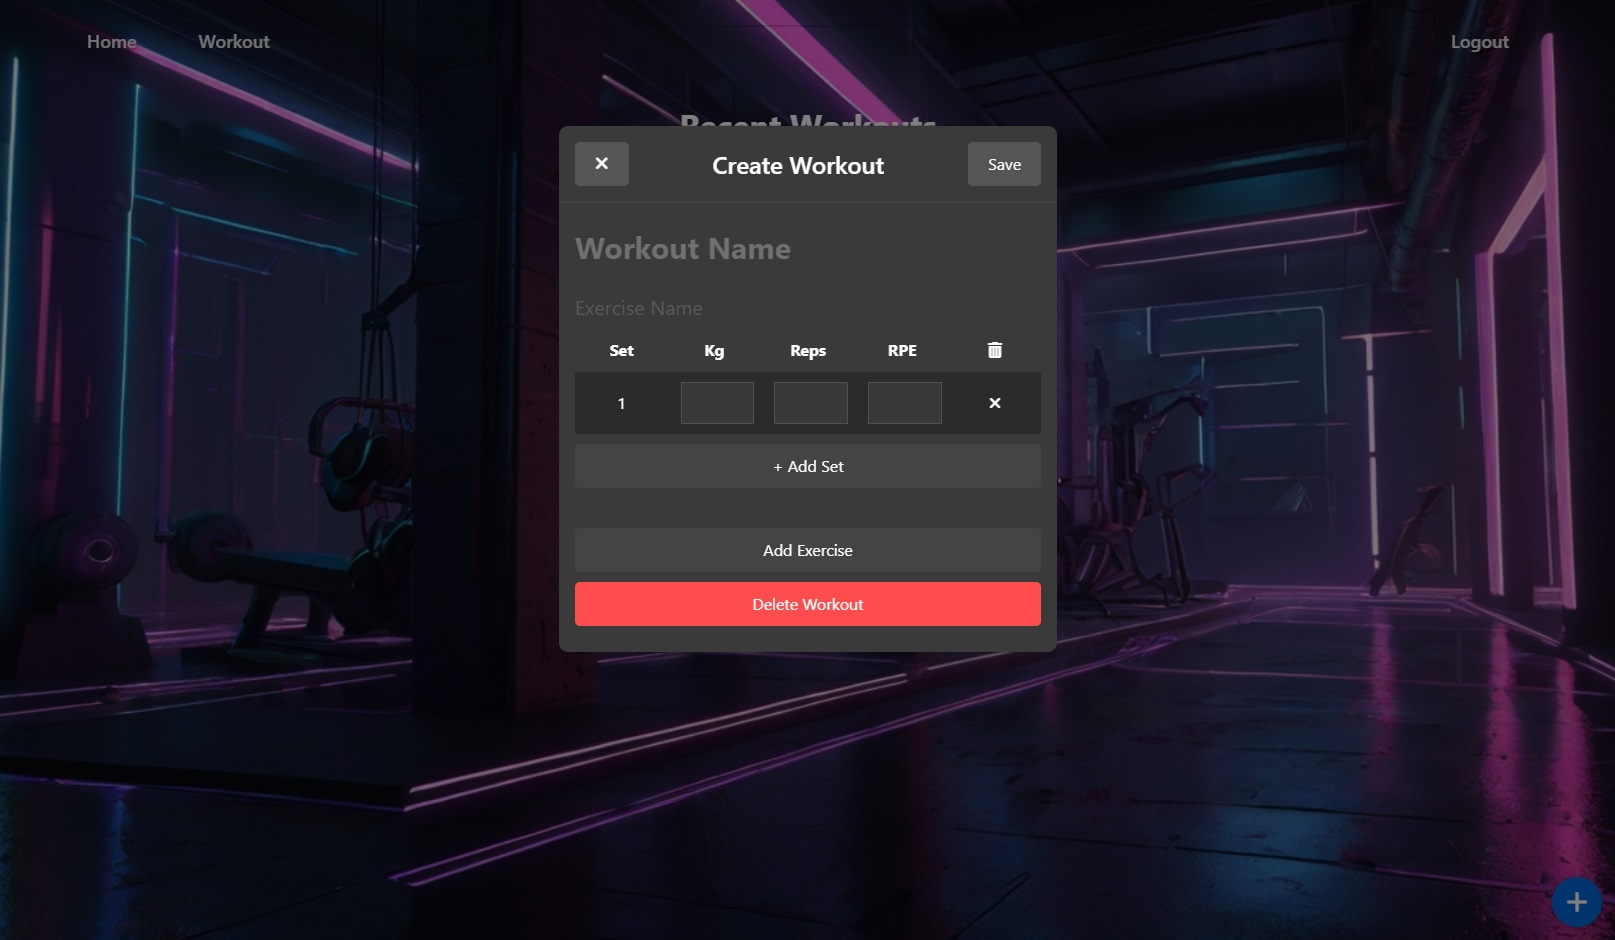 Home Workout Logout
Recent Workouts
× Create Workout Save
Workout Name
Exercise Name
Set Kg Reps RPE
1 ×
+ Add Set
Add Exercise
Delete Workout
+